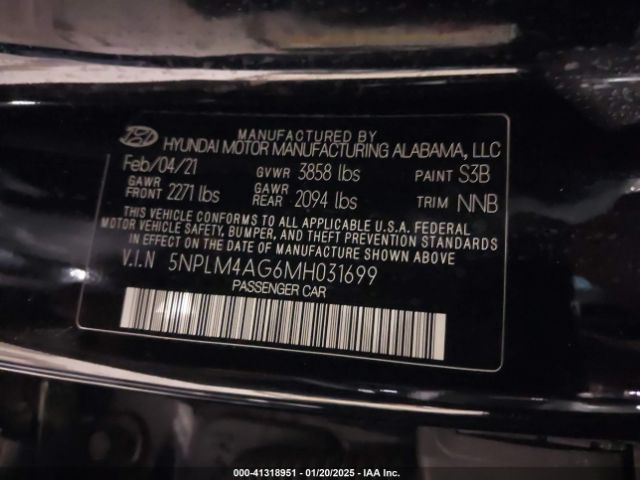 MANUFACTURED BY
HYUNDAI MOTOR MANUFACTURING ALABAMA, LLC
Feb/04/21 GVWR 3858 lbs PAINT S3B
GAWR FRONT 2271 lbs GAWR REAR 2094 lbs TRIM NNB
THIS VEHICLE CONFORMS TO ALL APPLICABLE U.S.A. FEDERAL
MOTOR VEHICLE SAFETY, BUMPER, AND THEFT PREVENTION STANDARDS
IN EFFECT ON THE DATE OF MANUFACTURE SHOWN ABOVE.
V.I.N 5NPLM4AG6MH031699
PASSENGER CAR
000-41318951 — 01/20/2025 — IAA Inc.